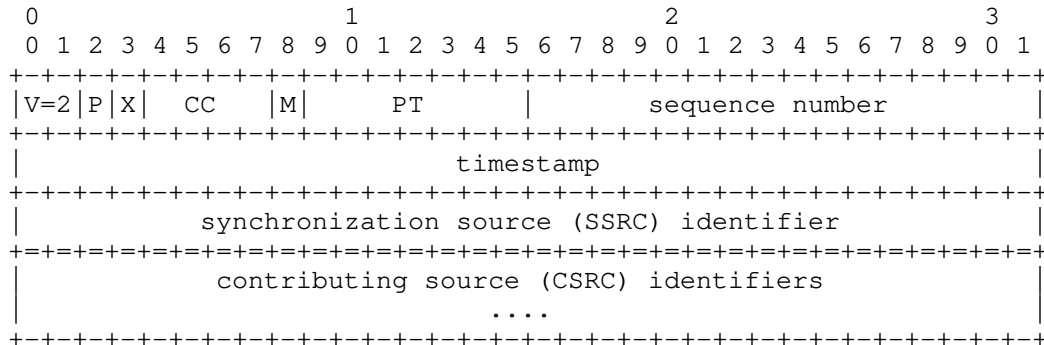 0                   1                   2                   3
 0 1 2 3 4 5 6 7 8 9 0 1 2 3 4 5 6 7 8 9 0 1 2 3 4 5 6 7 8 9 0 1
+-+-+-+-+-+-+-+-+-+-+-+-+-+-+-+-+-+-+-+-+-+-+-+-+-+-+-+-+-+-+-+-+
|V=2|P|X|  CC   |M|     PT      |       sequence number         |
+-+-+-+-+-+-+-+-+-+-+-+-+-+-+-+-+-+-+-+-+-+-+-+-+-+-+-+-+-+-+-+-+
|                           timestamp                           |
+-+-+-+-+-+-+-+-+-+-+-+-+-+-+-+-+-+-+-+-+-+-+-+-+-+-+-+-+-+-+-+-+
|           synchronization source (SSRC) identifier            |
+=+=+=+=+=+=+=+=+=+=+=+=+=+=+=+=+=+=+=+=+=+=+=+=+=+=+=+=+=+=+=+=+
|            contributing source (CSRC) identifiers             |
|                             ....                              |
+-+-+-+-+-+-+-+-+-+-+-+-+-+-+-+-+-+-+-+-+-+-+-+-+-+-+-+-+-+-+-+-+